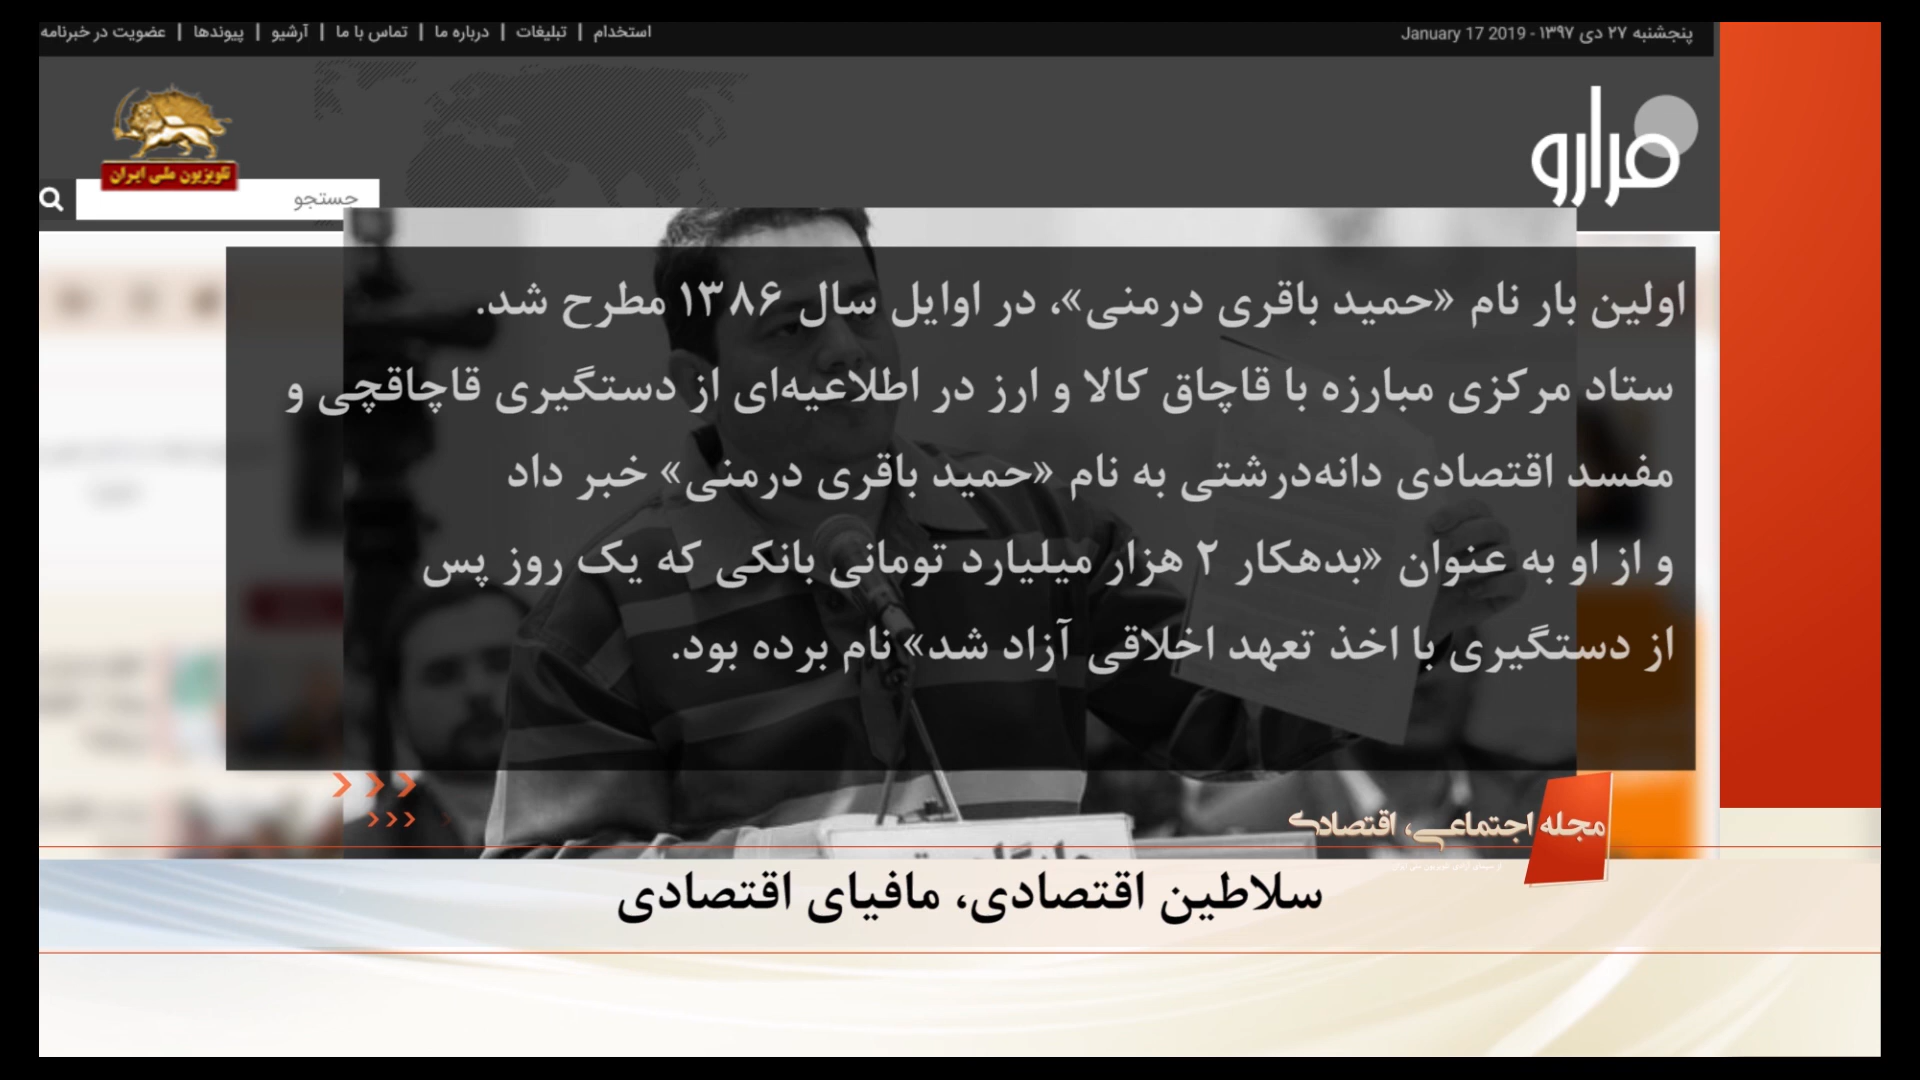 پنجشنبه ۲۷ دی ۱۳۹۷ - January 17 2019
استخدام | تبلیغات | درباره ما | تماس با ما | آرشیو | پیوندها | عضویت در خبرنامه
فرارو
تلویزیون ملی ایران
جستجو
اولین بار نام «حمید باقری درمنی»، در اوایل سال ۱۳۸۶ مطرح شد.
ستاد مرکزی مبارزه با قاچاق کالا و ارز در اطلاعیه‌ای از دستگیری قاچاقچی و
مفسد اقتصادی دانه‌درشتی به نام «حمید باقری درمنی» خبر داد
و از او به عنوان «بدهکار ۲ هزار میلیارد تومانی بانکی که یک روز پس
از دستگیری با اخذ تعهد اخلاقی آزاد شد» نام برده بود.
مجله اجتماعی، اقتصادی
سلاطین اقتصادی، مافیای اقتصادی